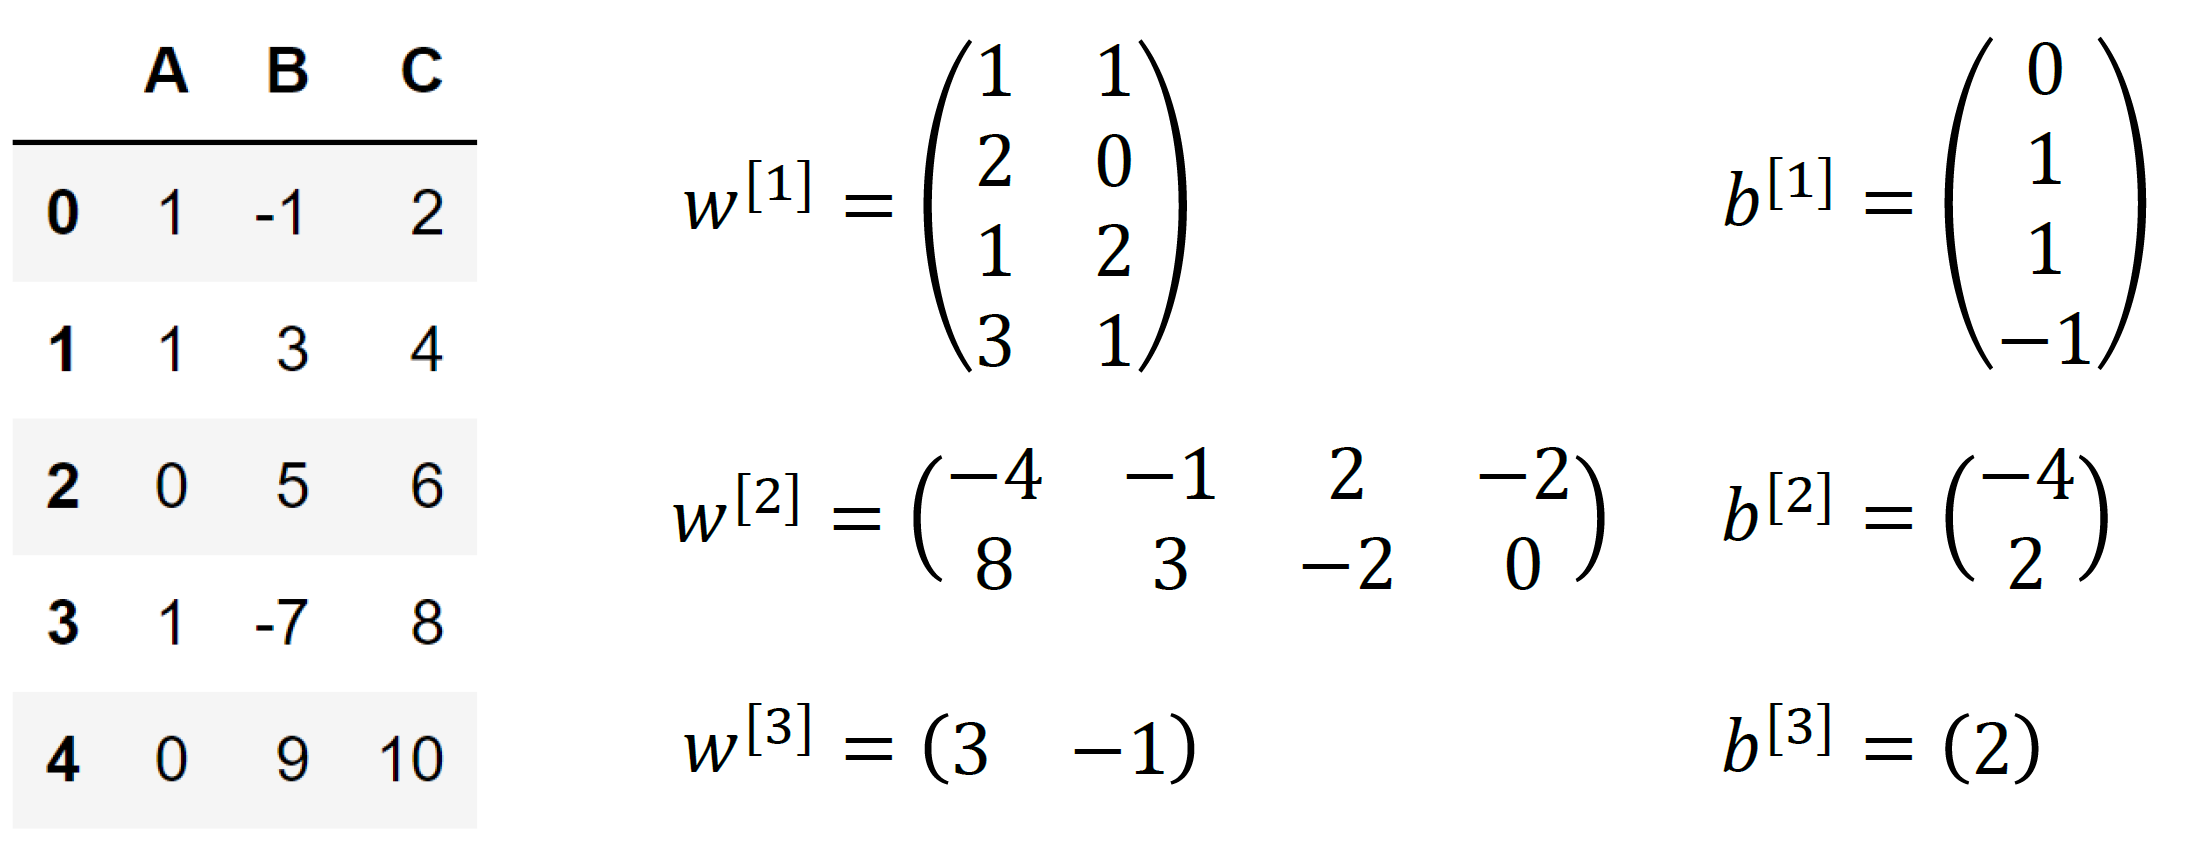 A B C
0 1 -1 2
1 1 3 4
2 0 5 6
3 1 -7 8
4 0 9 10
w^[1] = (1 1
2 0
1 2
3 1)
b^[1] = (0
1
1
−1)
w^[2] = (−4 −1 2 −2
8 3 −2 0)
b^[2] = (−4
2)
w^[3] = (3 −1)
b^[3] = (2)